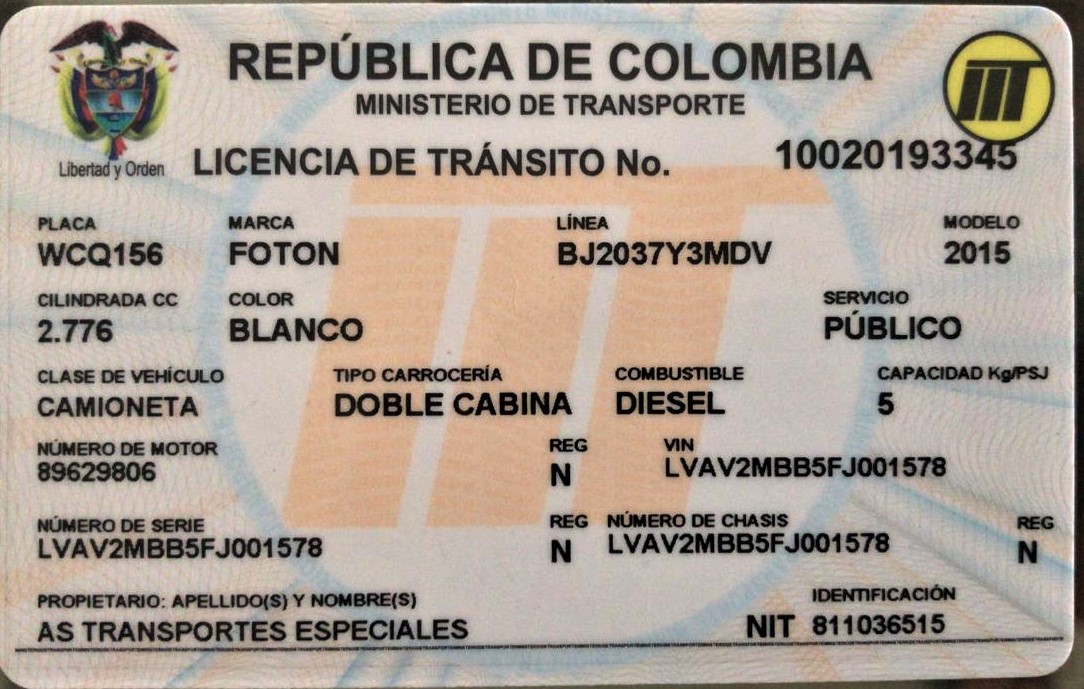 REPÚBLICA DE COLOMBIA
MINISTERIO DE TRANSPORTE
Libertad y Orden
LICENCIA DE TRÁNSITO No. 10020193345
PLACA MARCA LÍNEA MODELO
WCQ156 FOTON BJ2037Y3MDV 2015
CILINDRADA CC COLOR SERVICIO
2.776 BLANCO PÚBLICO
CLASE DE VEHÍCULO TIPO CARROCERÍA COMBUSTIBLE CAPACIDAD Kg/PSJ
CAMIONETA DOBLE CABINA DIESEL 5
NÚMERO DE MOTOR REG VIN
89629806 N LVAV2MBB5FJ001578
NÚMERO DE SERIE REG NÚMERO DE CHASIS REG
LVAV2MBB5FJ001578 N LVAV2MBB5FJ001578 N
PROPIETARIO: APELLIDO(S) Y NOMBRE(S) IDENTIFICACIÓN
AS TRANSPORTES ESPECIALES NIT 811036515